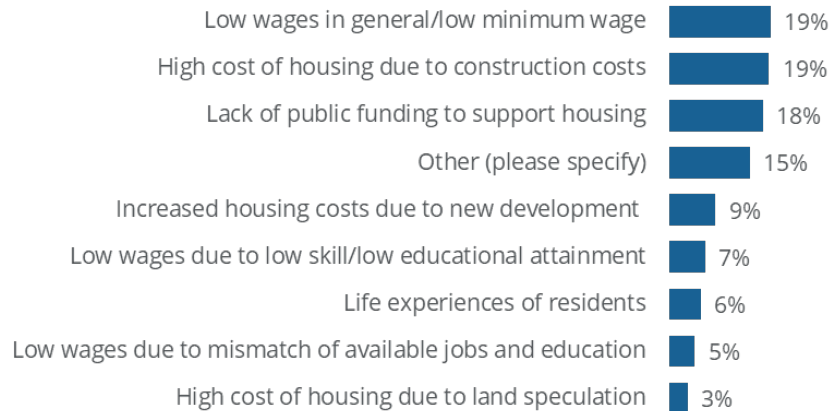 Low wages in general/low minimum wage 19%
High cost of housing due to construction costs 19%
Lack of public funding to support housing 18%
Other (please specify) 15%
Increased housing costs due to new development 9%
Low wages due to low skill/low educational attainment 7%
Life experiences of residents 6%
Low wages due to mismatch of available jobs and education 5%
High cost of housing due to land speculation 3%